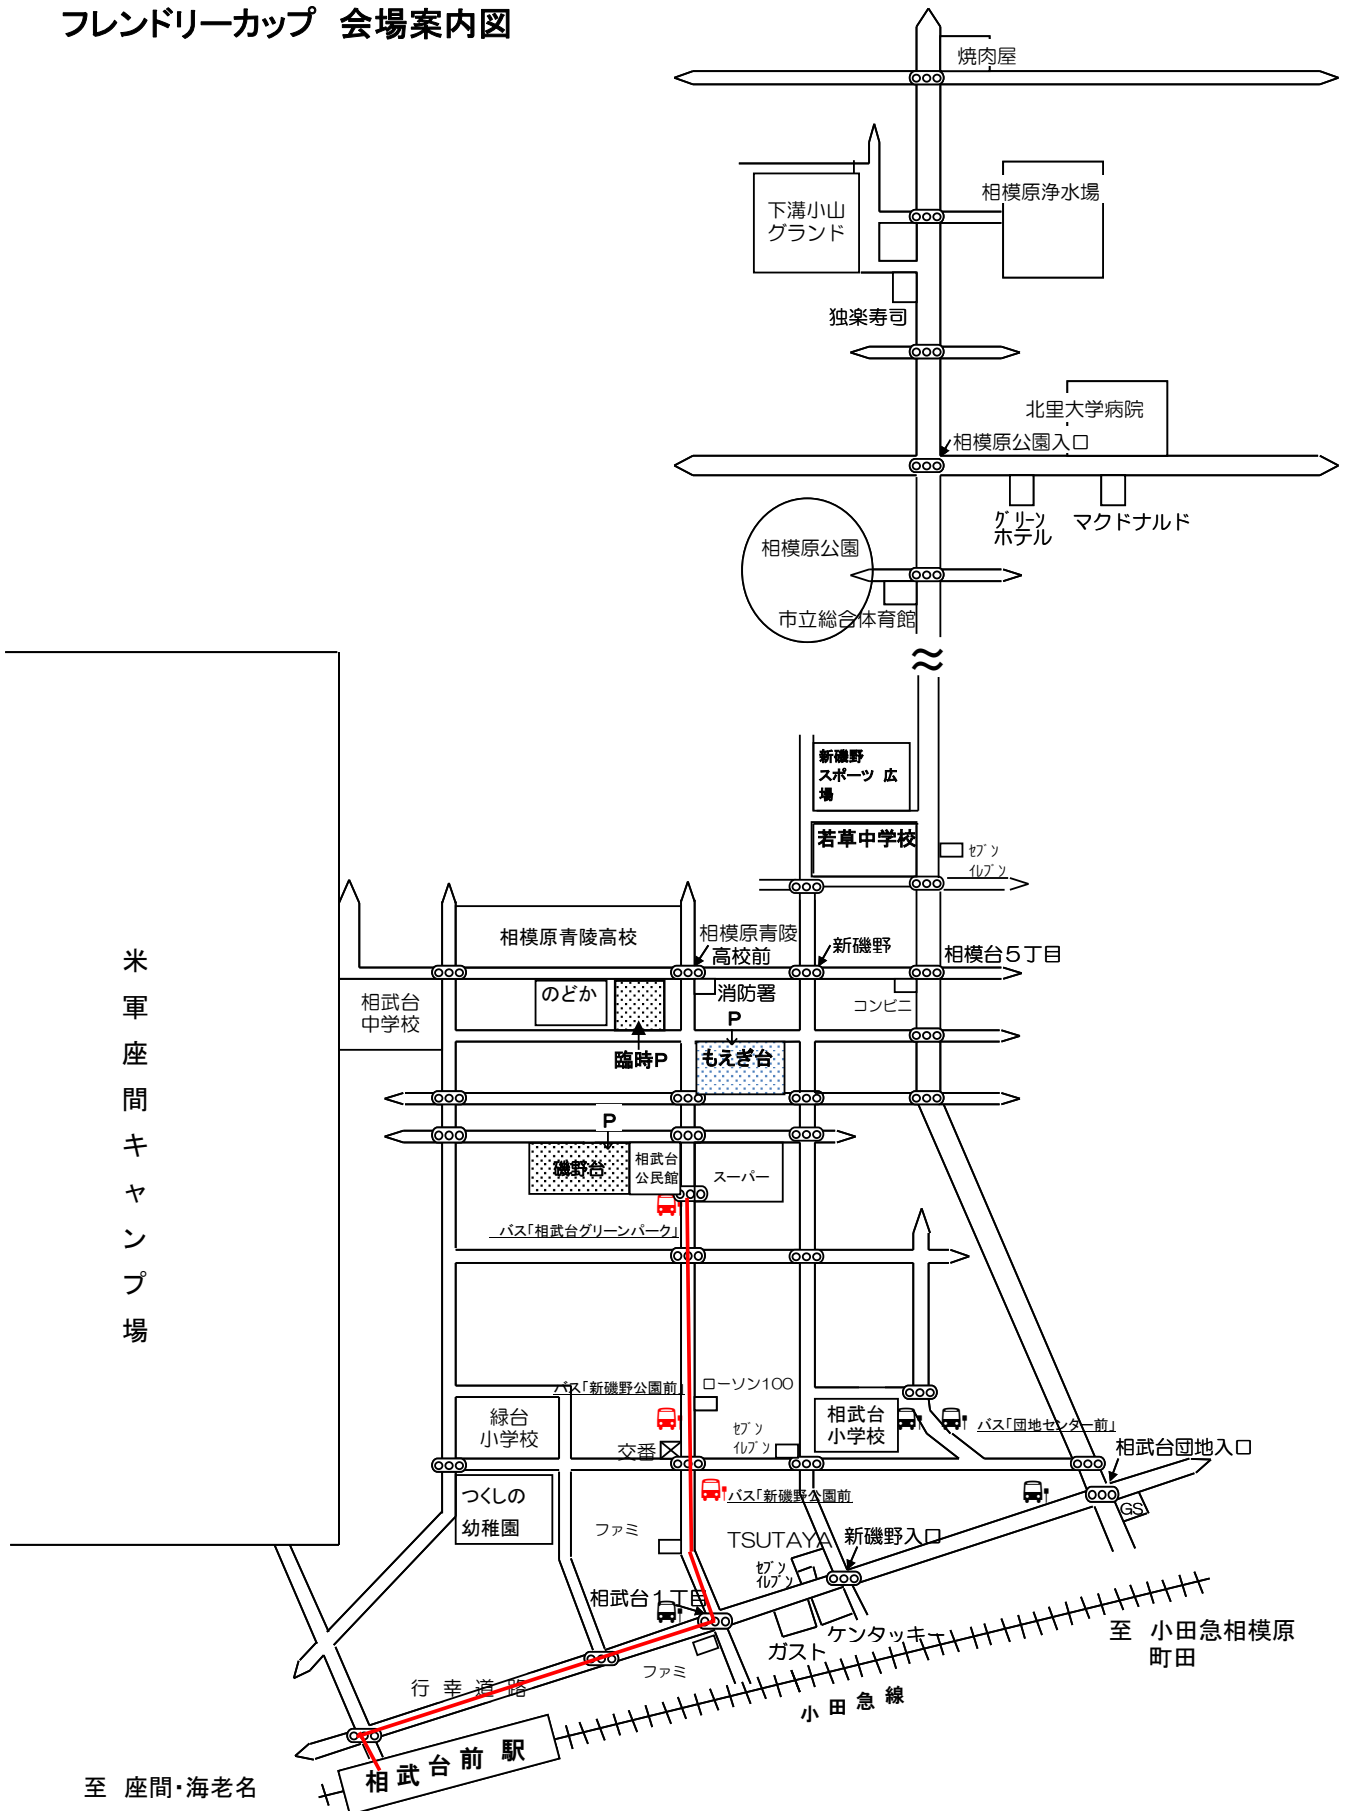 フレンドリーカップ 会場案内図
焼肉屋
相模原浄水場
下溝小山
グランド
独楽寿司
北里大学病院
相模原公園入口
グリーン
ホテル
マクドナルド
相模原公園
市立総合体育館
新磯野
スポーツ 広
場
若草中学校
セブン
イレブン
相模原青陵高校
相模原青陵
高校前
新磯野
相模台5丁目
米軍座間キャンプ場
相武台
中学校
のどか
消防署
コンビニ
P
臨時P
もえぎ台
P
磯野台
相武台
公民館
スーパー
バス「相武台グリーンパーク」
バス「新磯野公園前」
ローソン100
緑台
小学校
交番
セブン
イレブン
相武台
小学校
バス「団地センター前」
相武台団地入口
つくしの
幼稚園
バス「新磯野公園前
GS
ファミ
TSUTAYA
新磯野入口
セブン
イレブン
相武台1丁目
ケンタッキー
ガスト
至 小田急相模原
町田
ファミ
行幸道路
小田急線
相武台前駅
至 座間・海老名